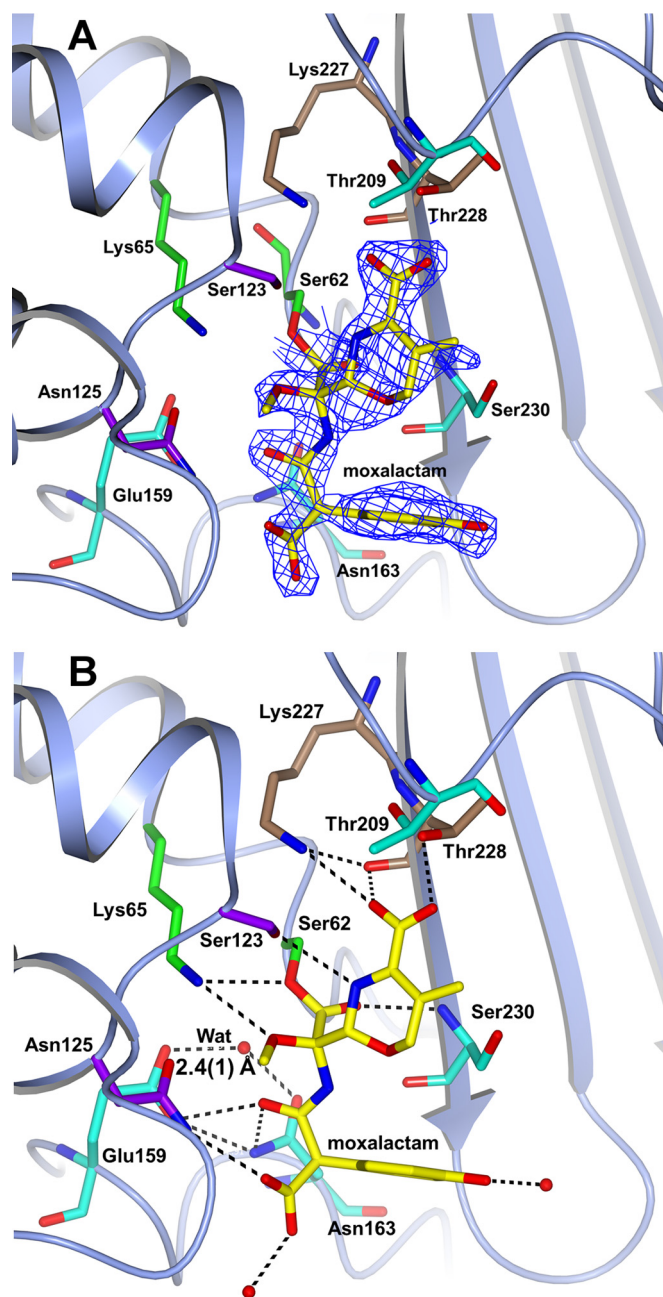 A
Lys227
Thr209
Thr228
Lys65
Ser123
Ser62
Asn125
Ser230
moxalactam
Glu159
Asn163
B
Lys227
Thr209
Thr228
Lys65
Ser123
Ser62
Ser230
Wat
Asn125
2.4(1) Å
moxalactam
Glu159
Asn163